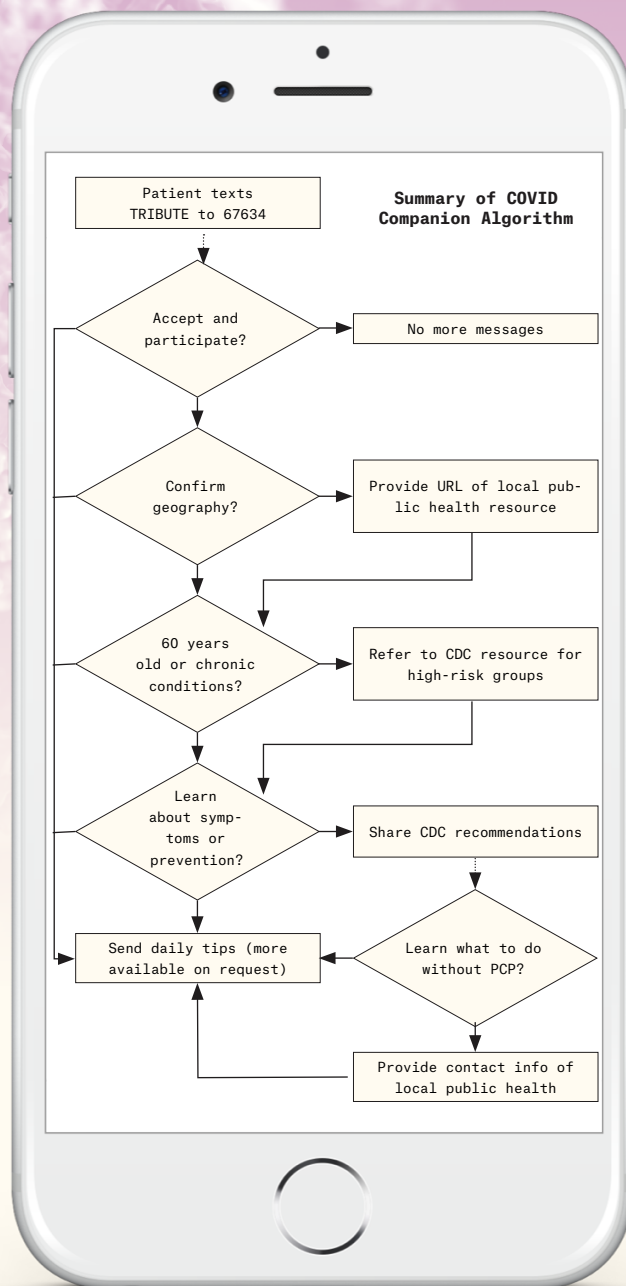 Patient texts
TRIBUTE to 67634
Summary of COVID
Companion Algorithm
Accept and
participate?
No more messages
Confirm
geography?
Provide URL of local pub-
lic health resource
60 years
old or chronic
conditions?
Refer to CDC resource for
high-risk groups
Learn
about symp-
toms or
prevention?
Share CDC recommendations
Send daily tips (more
available on request)
Learn what to do
without PCP?
Provide contact info of
local public health